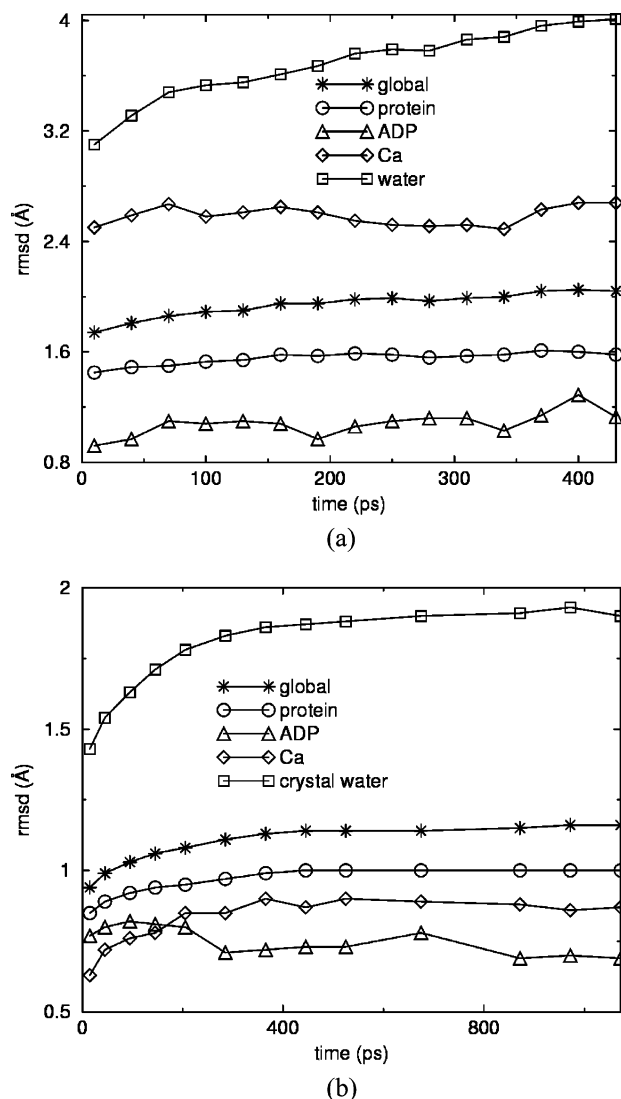 4
3.2
2.4
1.6
0.8
rmsd (Å)
global
protein
ADP
Ca
water
0 100 200 300 400
time (ps)
(a)
2
1.5
1
0.5
rmsd (Å)
global
protein
ADP
Ca
crystal water
0 400 800
time (ps)
(b)